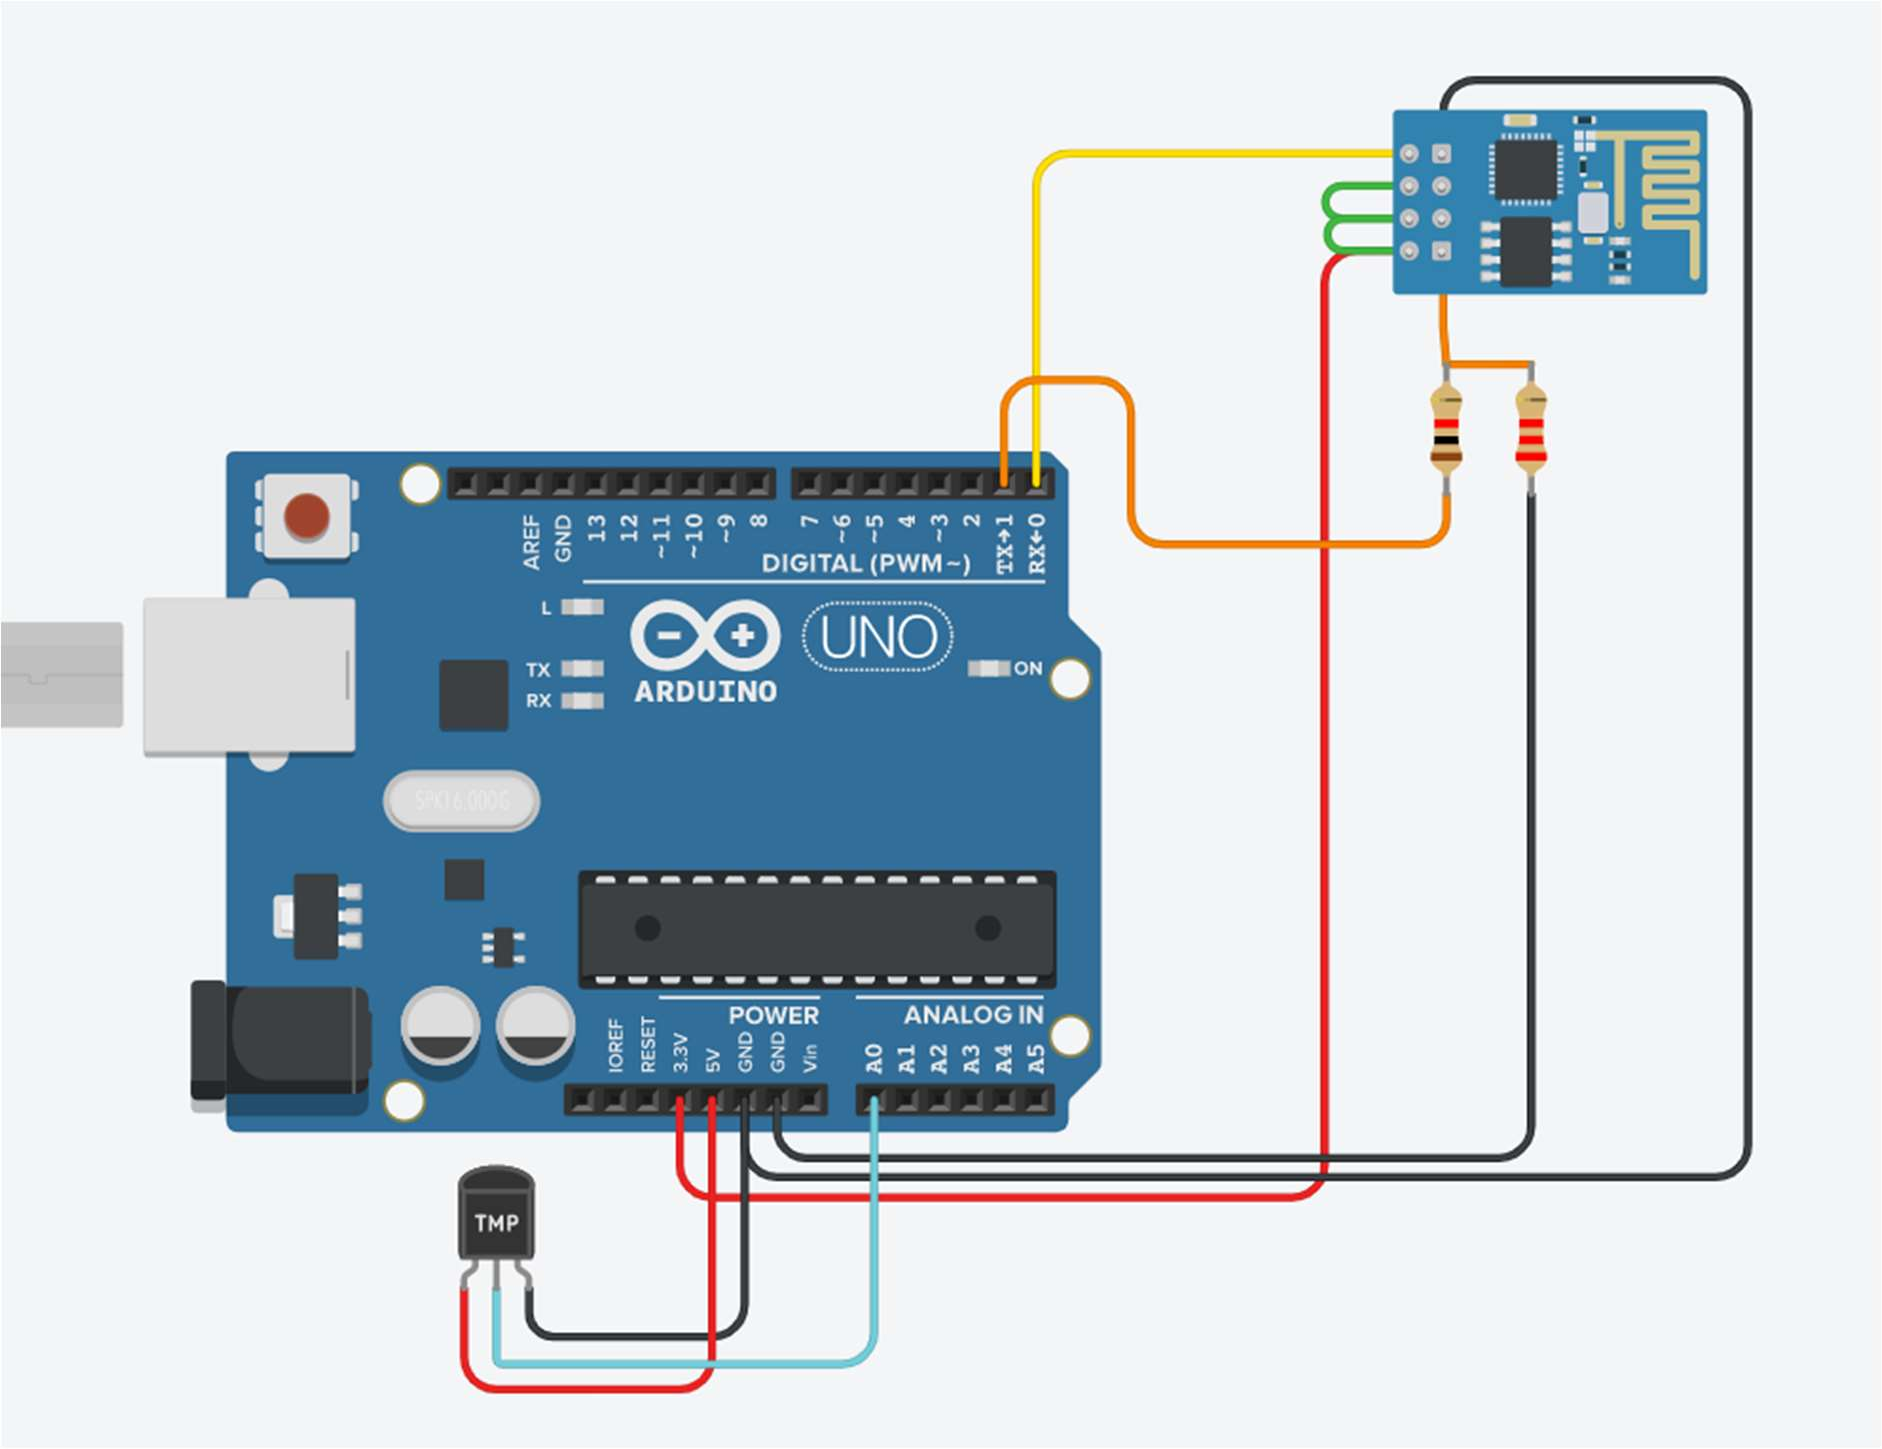 AREF
GND
13
12
~11
~10
~9
8
7
~6
~5
4
~3
2
TX→1
RX←0
DIGITAL (PWM~)
L
TX
RX
ARDUINO
UNO
ON
SPK16.000G
POWER
ANALOG IN
IOREF
RESET
3.3V
5V
GND
GND
Vin
A0
A1
A2
A3
A4
A5
TMP